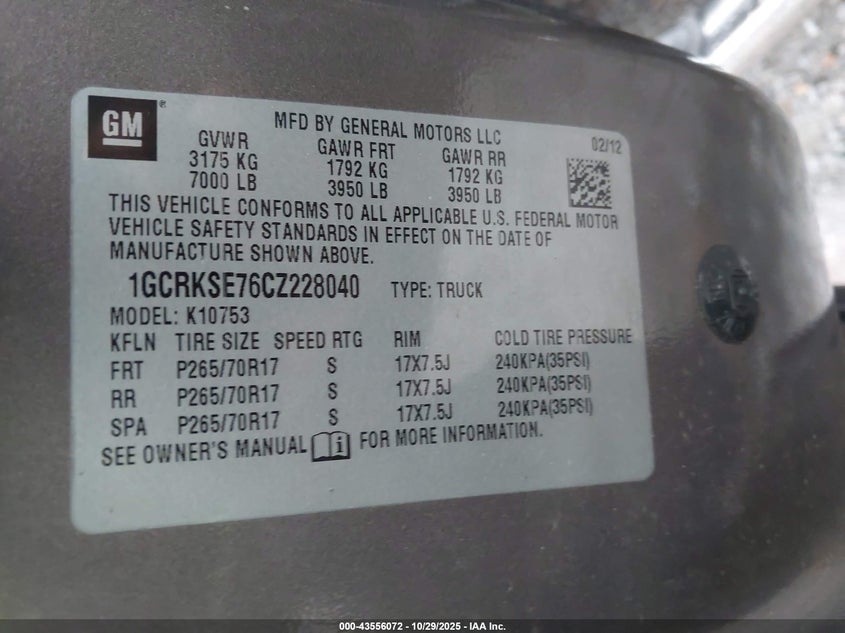 GM®
MFD BY GENERAL MOTORS LLC
02/12
GVWR GAWR FRT GAWR RR
3175 KG 1792 KG 1792 KG
7000 LB 3950 LB 3950 LB
THIS VEHICLE CONFORMS TO ALL APPLICABLE U.S. FEDERAL MOTOR
VEHICLE SAFETY STANDARDS IN EFFECT ON THE DATE OF
MANUFACTURE SHOWN ABOVE.
1GCRKSE76CZ228040 TYPE: TRUCK
MODEL: K10753
KFLN TIRE SIZE SPEED RTG RIM COLD TIRE PRESSURE
FRT P265/70R17 S 17X7.5J 240KPA(35PSI)
RR P265/70R17 S 17X7.5J 240KPA(35PSI)
SPA P265/70R17 S 17X7.5J 240KPA(35PSI)
SEE OWNER'S MANUAL FOR MORE INFORMATION.
000-43556072 - 10/29/2025 - IAA Inc.